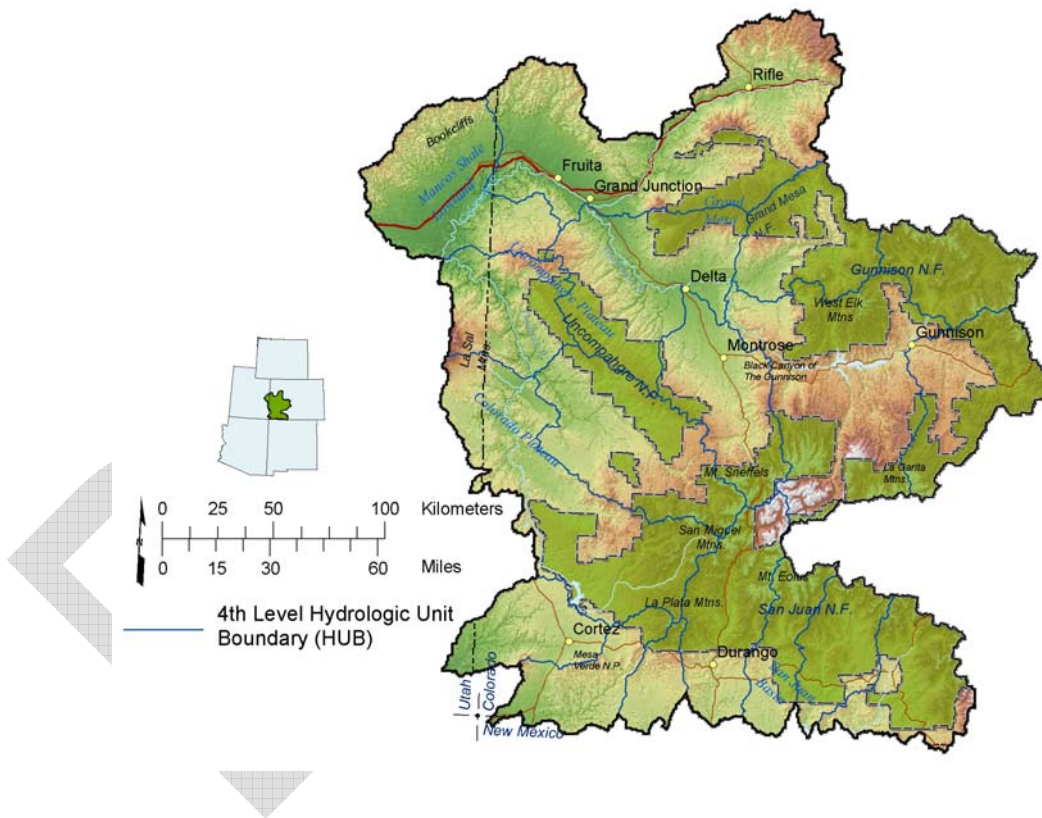 Rifle
Bookcliffs
Mancos Shale
Lowland
Fruita
Grand Junction
Grand
Mesa
Grand Mesa
N.F.
Gunnison N.F.
Uncompahgre Plateau
Delta
West Elk
Mtns
Uncompahgre N.F.
Gunnison
La Sal
Mtns.
Montrose
Black Canyon of
The Gunnison
Colorado Plateau
Mt. Sneffels
La Garita
Mtns.
0 50 50 100 Kilometers
0 15 30 60 Miles
N
San Miguel
Mtns.
Mt. Eolus
La Plata Mtns.
San Juan N.F.
4th Level Hydrologic Unit
Boundary (HUB)
Cortez
Mesa
Verde N.P.
Durango
San Juan
Basin
Utah
Colorado
New Mexico